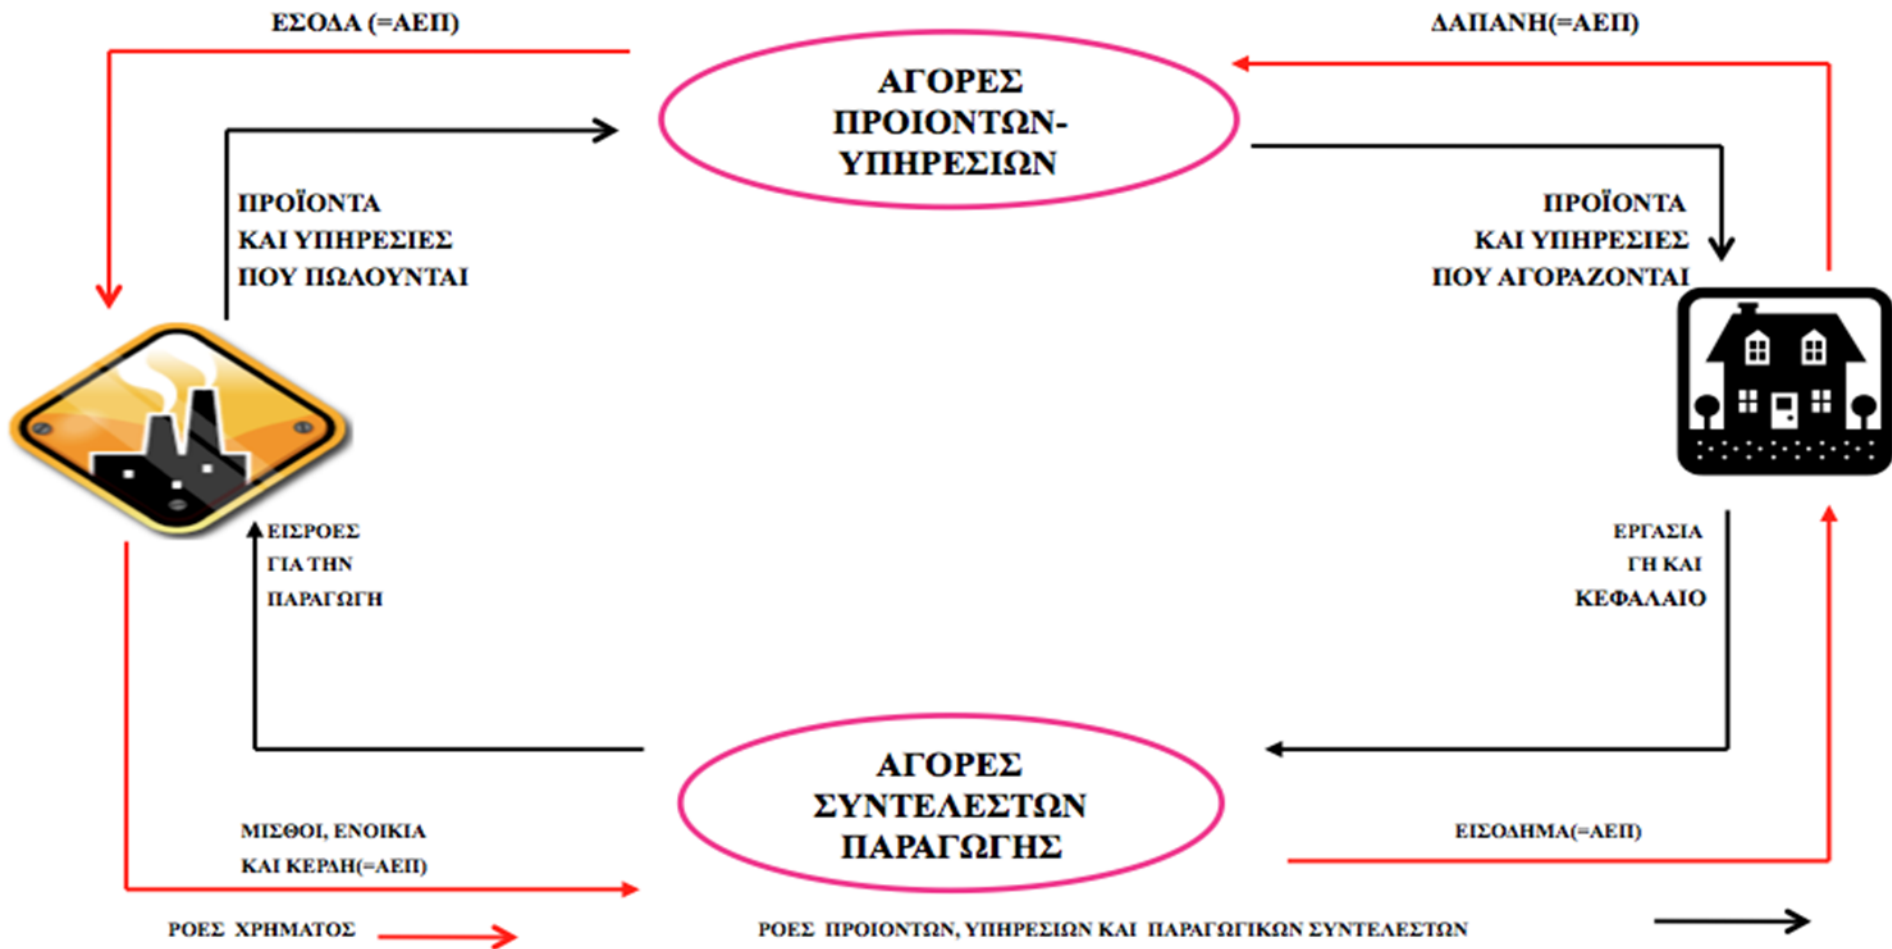 ΕΣΟΔΑ (=ΑΕΠ)
ΔΑΠΑΝΗ(=ΑΕΠ)
ΑΓΟΡΕΣ
ΠΡΟΙΟΝΤΩΝ-
ΥΠΗΡΕΣΙΩΝ
ΠΡΟΪΟΝΤΑ
ΚΑΙ ΥΠΗΡΕΣΙΕΣ
ΠΟΥ ΠΩΛΟΥΝΤΑΙ
ΠΡΟΪΟΝΤΑ
ΚΑΙ ΥΠΗΡΕΣΙΕΣ
ΠΟΥ ΑΓΟΡΑΖΟΝΤΑΙ
ΕΙΣΡΟΕΣ
ΓΙΑ ΤΗΝ
ΠΑΡΑΓΩΓΗ
ΕΡΓΑΣΙΑ
ΓΗ ΚΑΙ
ΚΕΦΑΛΑΙΟ
ΑΓΟΡΕΣ
ΣΥΝΤΕΛΕΣΤΩΝ
ΠΑΡΑΓΩΓΗΣ
ΜΙΣΘΟΙ, ΕΝΟΙΚΙΑ
ΚΑΙ ΚΕΡΔΗ(=ΑΕΠ)
ΕΙΣΟΔΗΜΑ(=ΑΕΠ)
ΡΟΕΣ ΧΡΗΜΑΤΟΣ
ΡΟΕΣ ΠΡΟΙΟΝΤΩΝ, ΥΠΗΡΕΣΙΩΝ ΚΑΙ ΠΑΡΑΓΩΓΙΚΩΝ ΣΥΝΤΕΛΕΣΤΩΝ